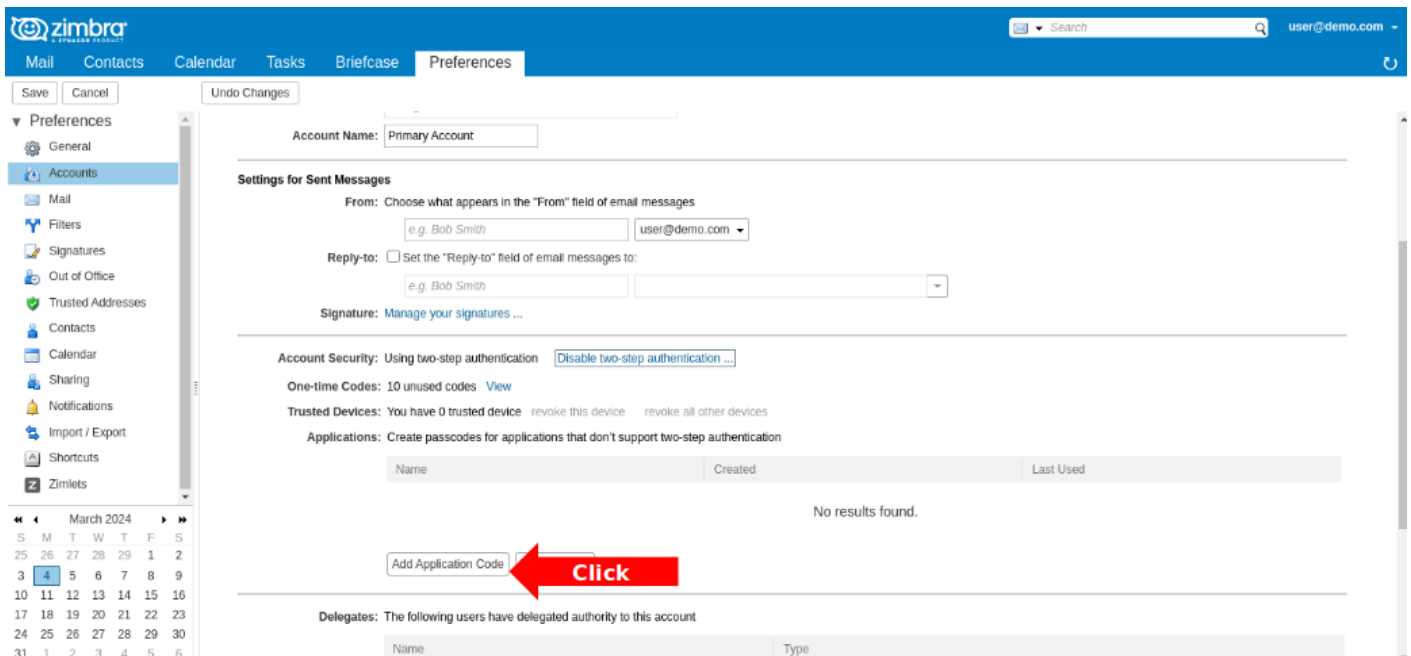 zimbra
A SYNACOR PRODUCT
Search
user@demo.com
Mail Contacts Calendar Tasks Briefcase Preferences
Save Cancel Undo Changes
Preferences
General
Accounts
Mail
Filters
Signatures
Out of Office
Trusted Addresses
Contacts
Calendar
Sharing
Notifications
Import / Export
Shortcuts
Zimlets
March 2024
S M T W T F S
25 26 27 28 29 1 2
3 4 5 6 7 8 9
10 11 12 13 14 15 16
17 18 19 20 21 22 23
24 25 26 27 28 29 30
31 1 2 3 4 5 6
Account Name: Primary Account
Settings for Sent Messages
From: Choose what appears in the "From" field of email messages
e.g. Bob Smith user@demo.com
Reply-to: Set the "Reply-to" field of email messages to:
e.g. Bob Smith
Signature: Manage your signatures ...
Account Security: Using two-step authentication Disable two-step authentication ...
One-time Codes: 10 unused codes View
Trusted Devices: You have 0 trusted device revoke this device revoke all other devices
Applications: Create passcodes for applications that don't support two-step authentication
Name Created Last Used
No results found.
Add Application Code
Click
Delegates: The following users have delegated authority to this account
Name Type